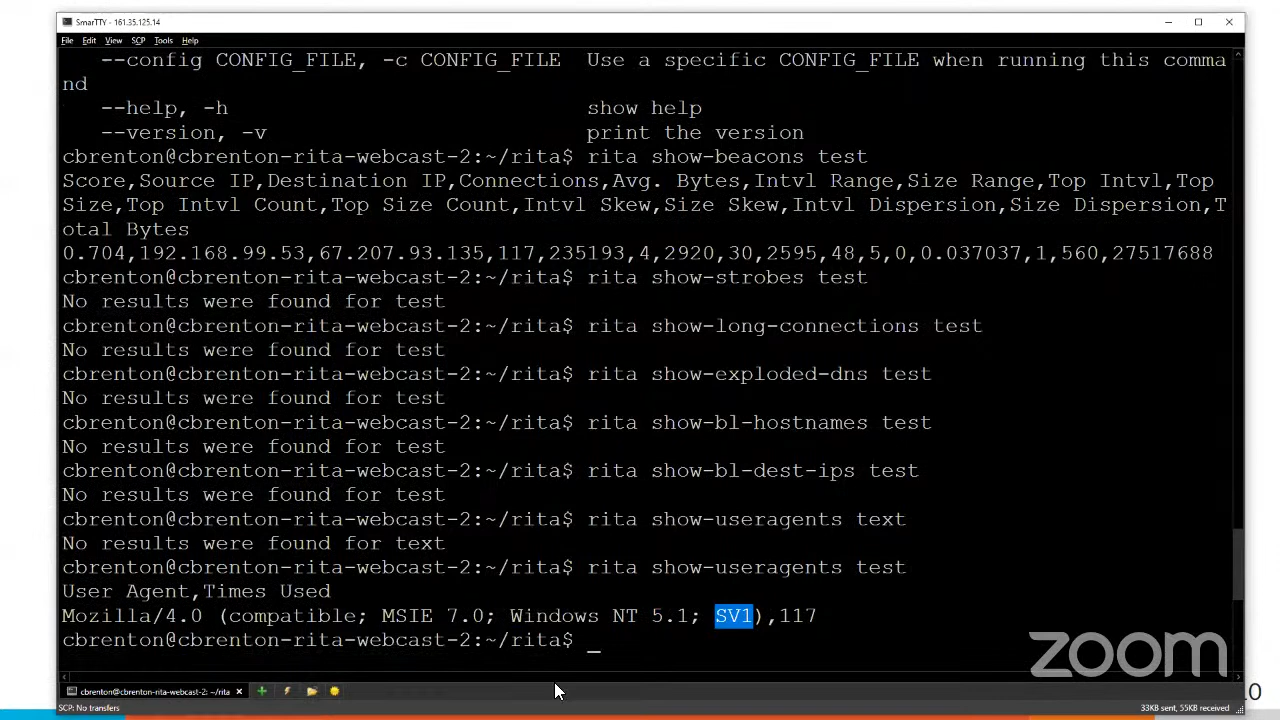 SmarTTY - 161.35.125.14
File Edit View SCP Tools Help
--config CONFIG_FILE, -c CONFIG_FILE  Use a specific CONFIG_FILE when running this comma
nd
--help, -h                            show help
--version, -v                         print the version
cbrenton@cbrenton-rita-webcast-2:~/rita$ rita show-beacons test
Score,Source IP,Destination IP,Connections,Avg. Bytes,Intvl Range,Size Range,Top Intvl,Top
Size,Top Intvl Count,Top Size Count,Intvl Skew,Size Skew,Intvl Dispersion,Size Dispersion,T
otal Bytes
0.704,192.168.99.53,67.207.93.135,117,235193,4,2920,30,2595,48,5,0,0.037037,1,560,27517688
cbrenton@cbrenton-rita-webcast-2:~/rita$ rita show-strobes test
No results were found for test
cbrenton@cbrenton-rita-webcast-2:~/rita$ rita show-long-connections test
No results were found for test
cbrenton@cbrenton-rita-webcast-2:~/rita$ rita show-exploded-dns test
No results were found for test
cbrenton@cbrenton-rita-webcast-2:~/rita$ rita show-bl-hostnames test
No results were found for test
cbrenton@cbrenton-rita-webcast-2:~/rita$ rita show-bl-dest-ips test
No results were found for test
cbrenton@cbrenton-rita-webcast-2:~/rita$ rita show-useragents text
No results were found for text
cbrenton@cbrenton-rita-webcast-2:~/rita$ rita show-useragents test
User Agent,Times Used
Mozilla/4.0 (compatible; MSIE 7.0; Windows NT 5.1; SV1),117
cbrenton@cbrenton-rita-webcast-2:~/rita$ _
zoom
cbrenton@cbrenton-rita-webcast-2: ~/rita
SCP: No transfers
33KB sent, 55KB received